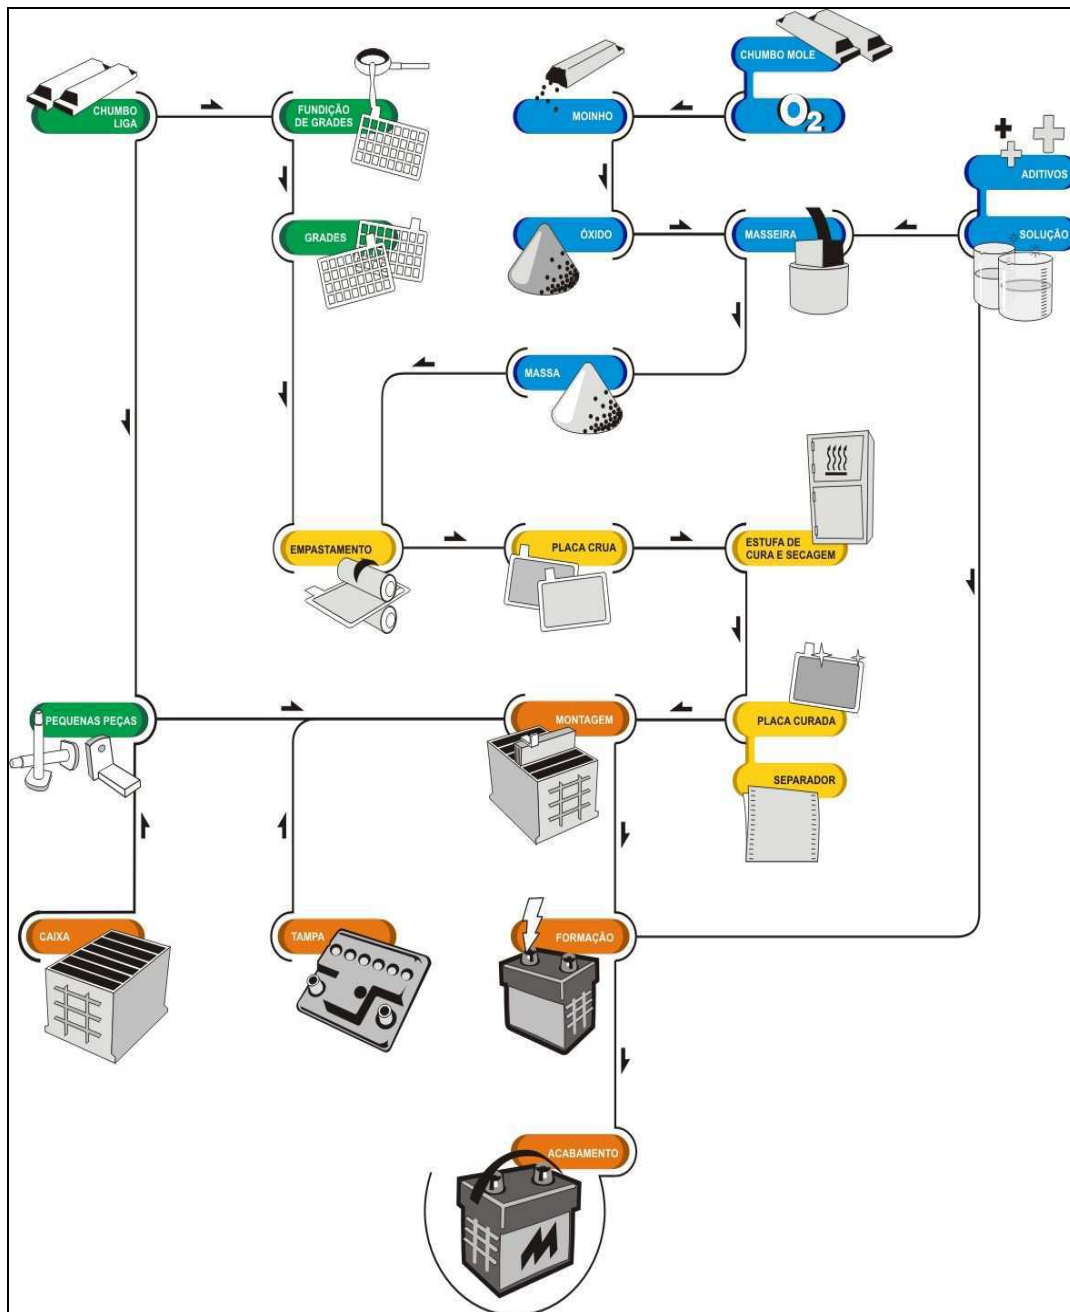 CHUMBO MOLE
CHUMBO
LIGA
FUNDIÇÃO
DE GRADES
MOINHO
O2
ADITIVOS
GRADES
ÓXIDO
MASSEIRA
SOLUÇÃO
MASSA
EMPASTAMENTO
PLACA CRUA
ESTUFA DE
CURA E SECAGEM
PEQUENAS PEÇAS
MONTAGEM
PLACA CURADA
SEPARADOR
CAIXA
TAMPA
FORMAÇÃO
ACABAMENTO